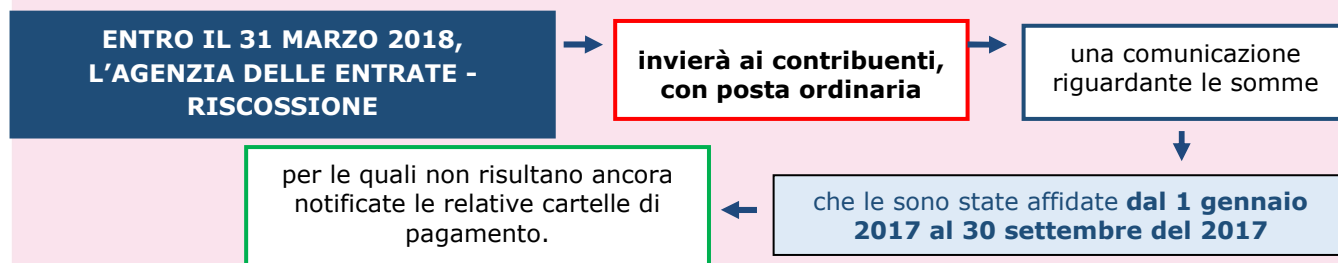 ENTRO IL 31 MARZO 2018,
L'AGENZIA DELLE ENTRATE -
RISCOSSIONE
invierà ai contribuenti,
con posta ordinaria
una comunicazione
riguardante le somme
che le sono state affidate dal 1 gennaio
2017 al 30 settembre del 2017
per le quali non risultano ancora
notificate le relative cartelle di
pagamento.